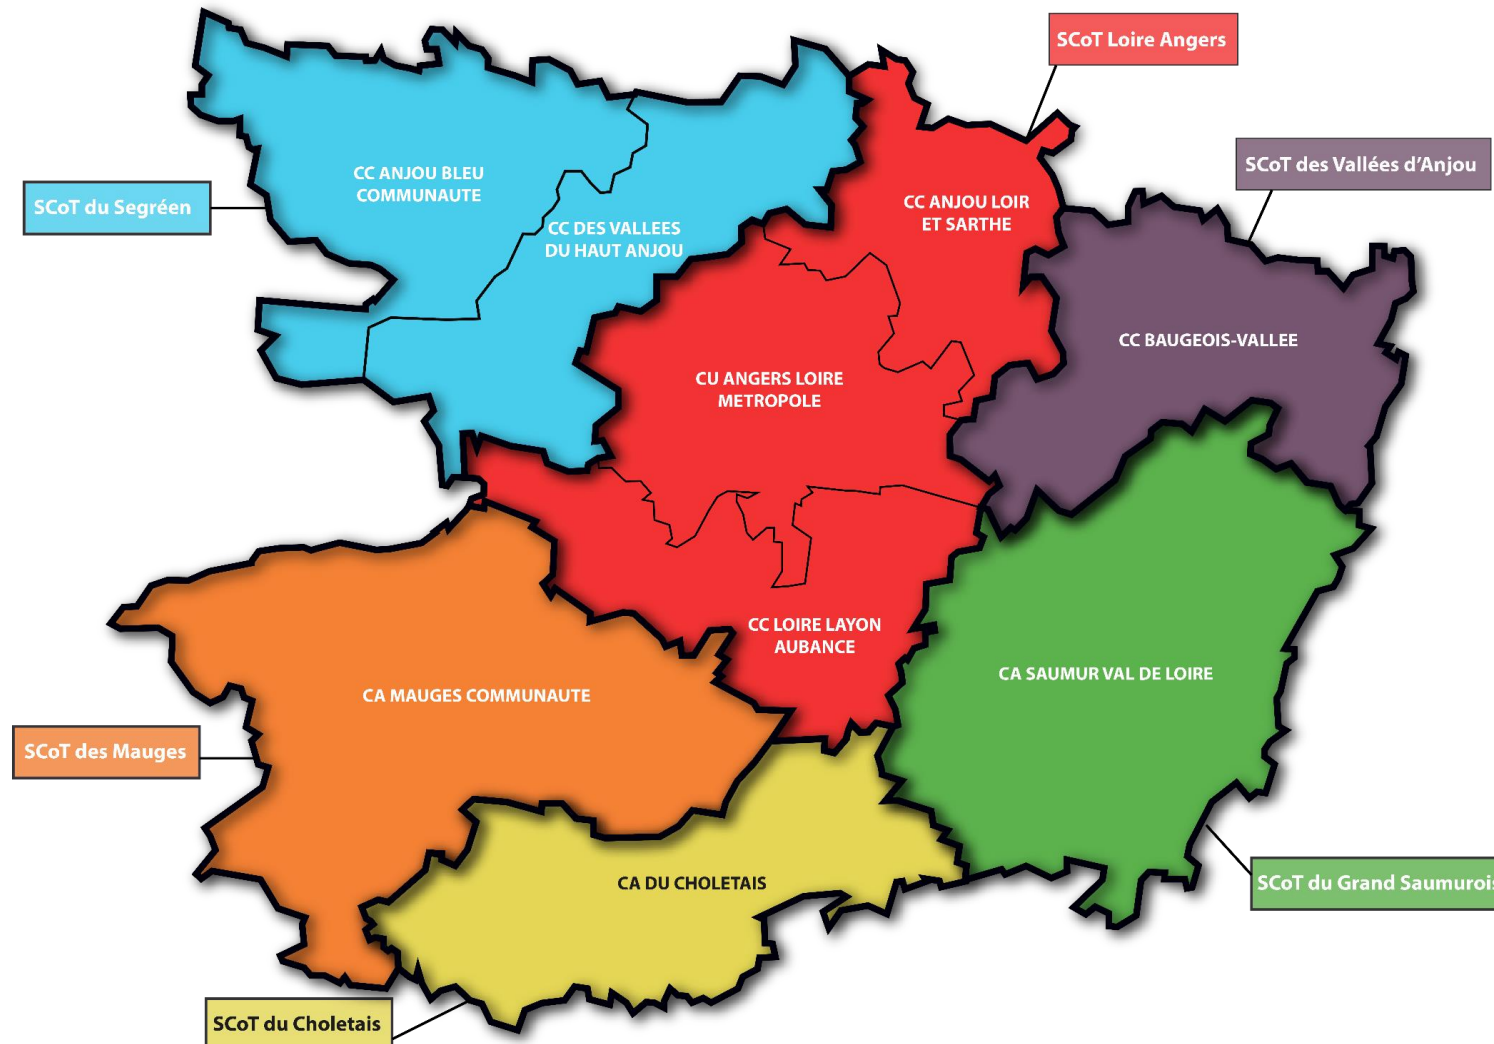 SCoT Loire Angers
SCoT des Vallées d'Anjou
CC ANJOU BLEU
COMMUNAUTE
SCoT du Segréen
CC ANJOU LOIR
ET SARTHE
CC DES VALLEES
DU HAUT ANJOU
CC BAUGEOIS-VALLEE
CU ANGERS LOIRE
METROPOLE
CC LOIRE LAYON
AUBANCE
CA SAUMUR VAL DE LOIRE
CA MAUGES COMMUNAUTE
SCoT des Mauges
CA DU CHOLETAIS
SCoT du Grand Saumurois
SCoT du Choletais